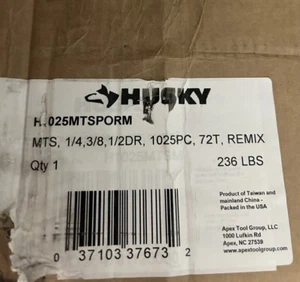 HUSKY
H1025MTSPORM
MTS, 1/4,3/8,1/2DR, 1025PC, 72T, REMIX
Qty 1
236 LBS
Product of Taiwan and
mainland China -
Packed in the USA
Apex Tool Group, LLC
1000 Lufkin Rd
Apex, NC 27539
www.apextoolgroup.com
0 37103 37673 2